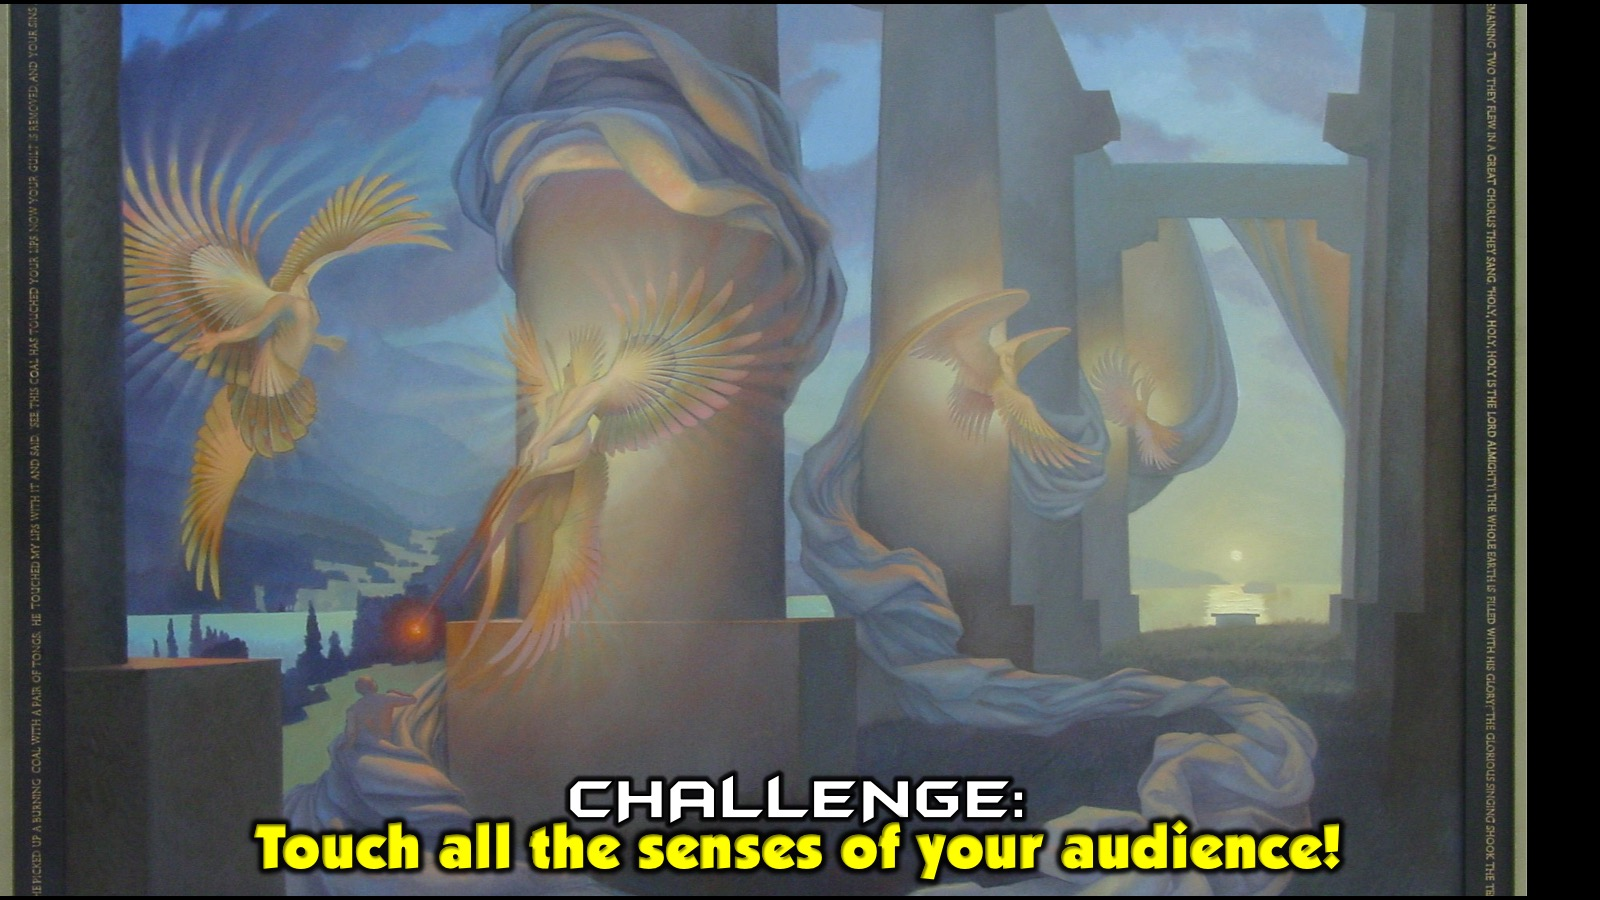 HE PICKED UP A BURNING COAL WITH A PAIR OF TONGS. HE TOUCHED MY LIPS WITH IT AND SAID "SEE THIS COAL HAS TOUCHED YOUR LIPS NOW YOUR GUILT IS REMOVED, AND YOUR SINS
MAINING TWO THEY FLEW IN A GREAT CHORUS THEY SANG, "HOLY, HOLY, HOLY IS THE LORD ALMIGHTY! THE WHOLE EARTH IS FILLED WITH HIS GLORY!" THE GLORIOUS SINGING SHOOK THE
CHALLENGE:
Touch all the senses of your audience!